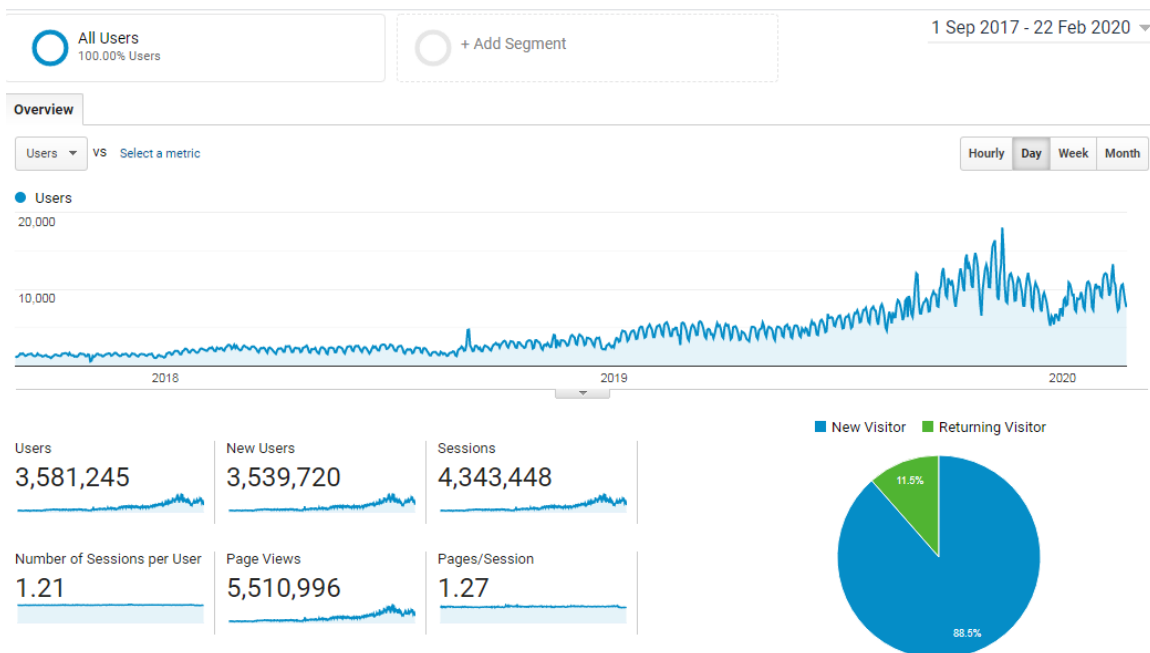 All Users
100.00% Users
+ Add Segment
1 Sep 2017 - 22 Feb 2020
Overview
Users VS Select a metric
Hourly Day Week Month
Users
20,000
10,000
2018 2019 2020
New Visitor Returning Visitor
Users New Users Sessions
3,581,245 3,539,720 4,343,448
Number of Sessions per User Page Views Pages/Session
1.21 5,510,996 1.27
11.5%
88.5%